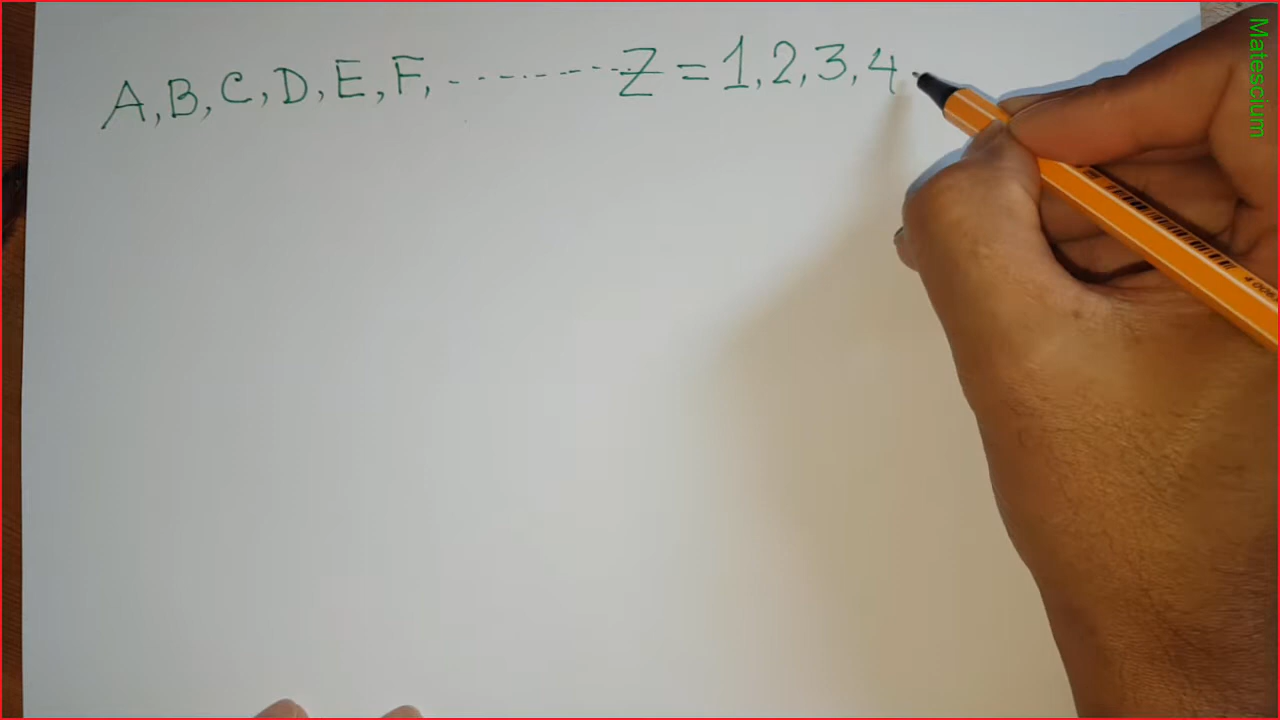 A, B, C, D, E, F, - - - - - - - - - Z = 1, 2, 3, 4 -
Matescium